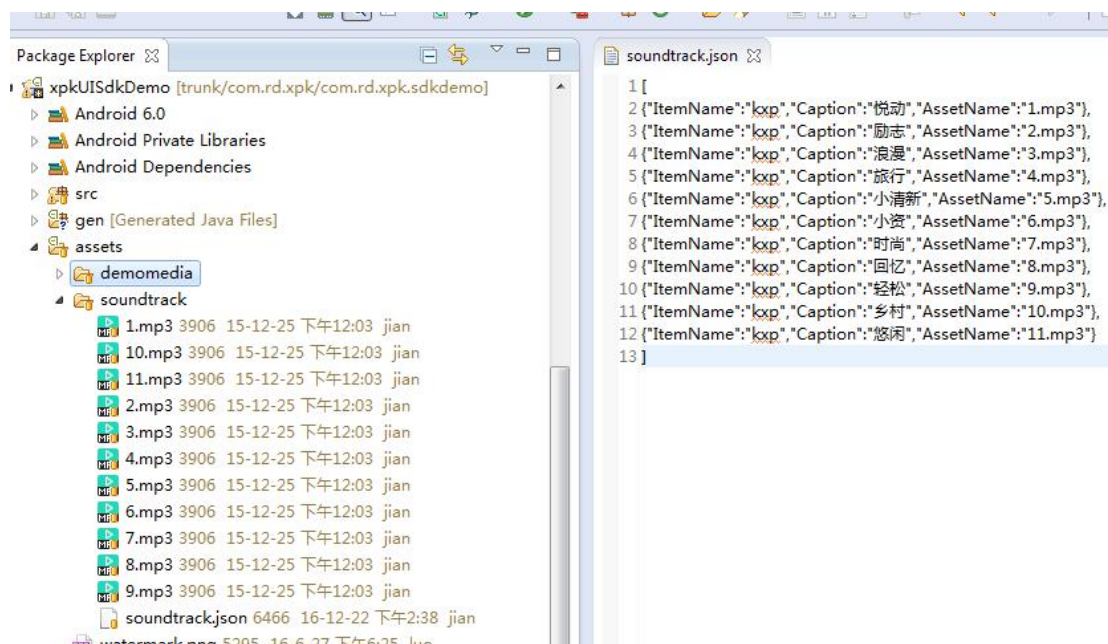 Package Explorer
xpkUISdkDemo [trunk/com.rd.xpk/com.rd.xpk.sdkdemo]
Android 6.0
Android Private Libraries
Android Dependencies
src
gen [Generated Java Files]
assets
demomedia
soundtrack
1.mp3 3906 15-12-25 下午12:03 jian
10.mp3 3906 15-12-25 下午12:03 jian
11.mp3 3906 15-12-25 下午12:03 jian
2.mp3 3906 15-12-25 下午12:03 jian
3.mp3 3906 15-12-25 下午12:03 jian
4.mp3 3906 15-12-25 下午12:03 jian
5.mp3 3906 15-12-25 下午12:03 jian
6.mp3 3906 15-12-25 下午12:03 jian
7.mp3 3906 15-12-25 下午12:03 jian
8.mp3 3906 15-12-25 下午12:03 jian
9.mp3 3906 15-12-25 下午12:03 jian
soundtrack.json 6466 16-12-22 下午2:38 jian
watermark.png 5295 16-6-27 下午6:25
soundtrack.json
1 [
2 {"ItemName":"kxp","Caption":"悦动","AssetName":"1.mp3"},
3 {"ItemName":"kxp","Caption":"励志","AssetName":"2.mp3"},
4 {"ItemName":"kxp","Caption":"浪漫","AssetName":"3.mp3"},
5 {"ItemName":"kxp","Caption":"旅行","AssetName":"4.mp3"},
6 {"ItemName":"kxp","Caption":"小清新","AssetName":"5.mp3"},
7 {"ItemName":"kxp","Caption":"小资","AssetName":"6.mp3"},
8 {"ItemName":"kxp","Caption":"时尚","AssetName":"7.mp3"},
9 {"ItemName":"kxp","Caption":"回忆","AssetName":"8.mp3"},
10 {"ItemName":"kxp","Caption":"轻松","AssetName":"9.mp3"},
11 {"ItemName":"kxp","Caption":"乡村","AssetName":"10.mp3"},
12 {"ItemName":"kxp","Caption":"悠闲","AssetName":"11.mp3"}
13 ]